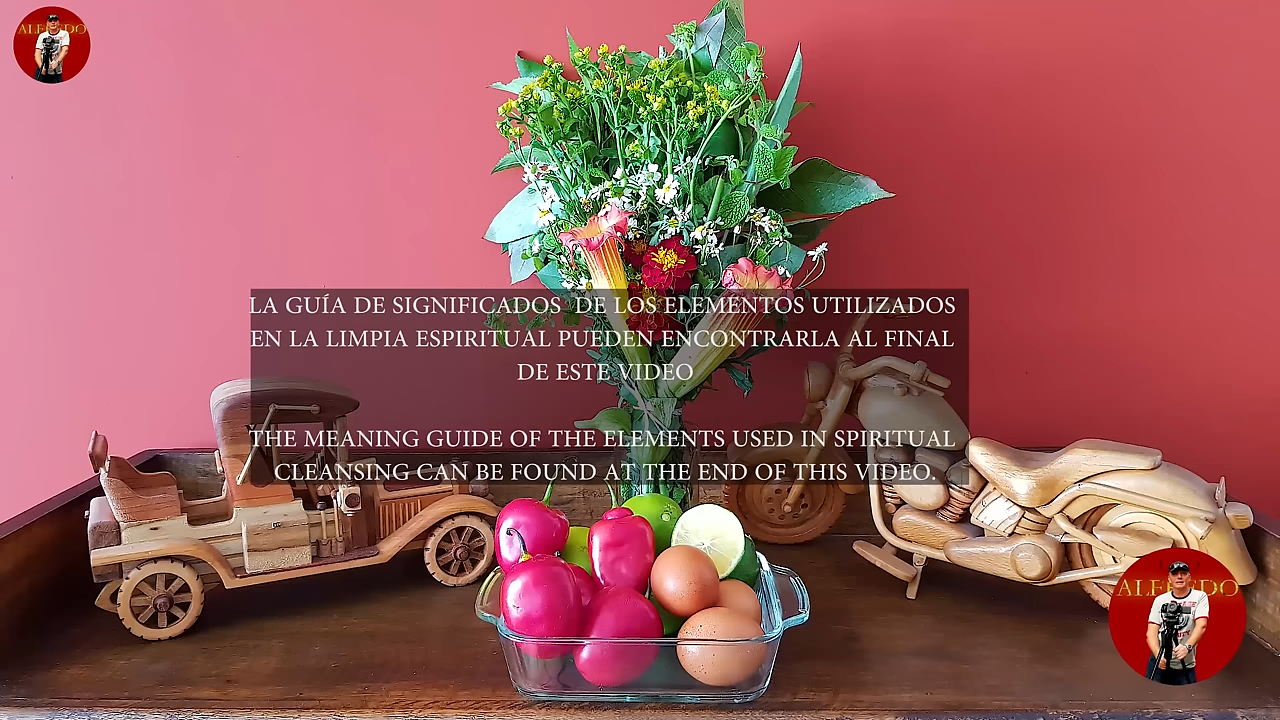 ALFREDO
LA GUÍA DE SIGNIFICADOS DE LOS ELEMENTOS UTILIZADOS
EN LA LIMPIA ESPIRITUAL PUEDEN ENCONTRARLA AL FINAL
DE ESTE VIDEO
THE MEANING GUIDE OF THE ELEMENTS USED IN SPIRITUAL
CLEANSING CAN BE FOUND AT THE END OF THIS VIDEO.
ALFREDO